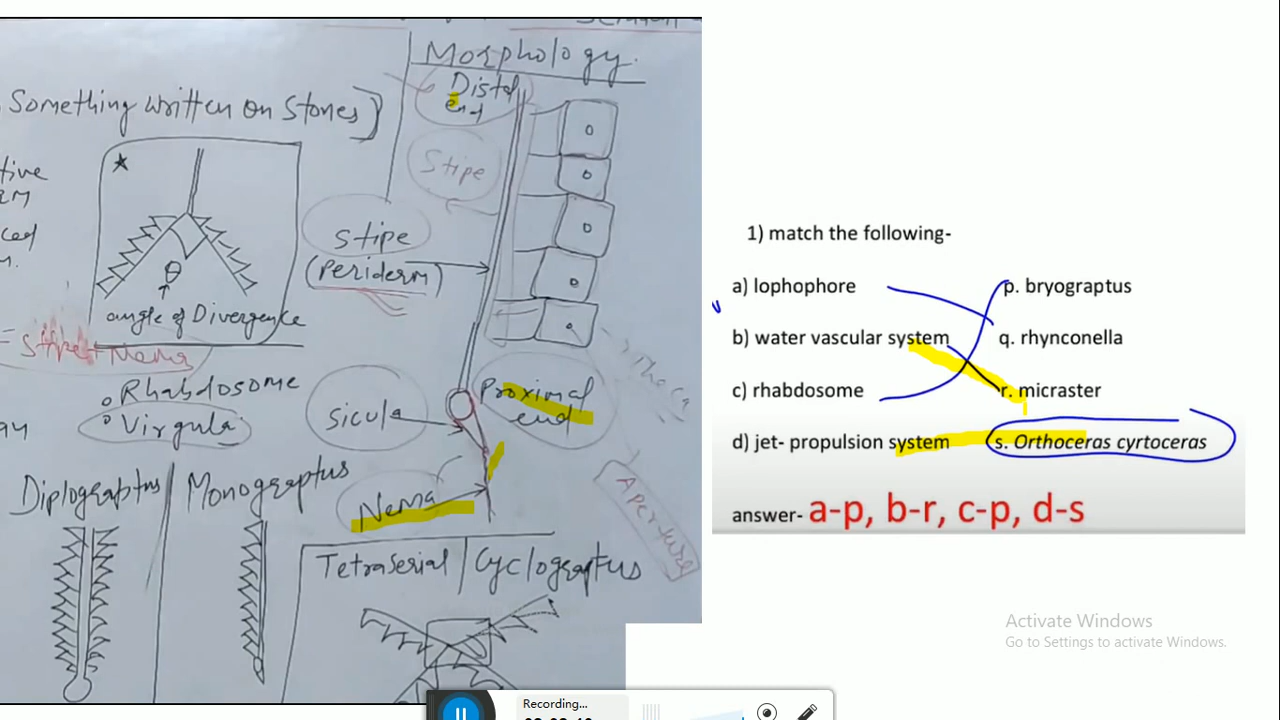 Something written on Stones]
Morphology
Distal
end
Stipe
Stipe
(Periderm)
angle of Divergence
θ
= Stipe + Nema
Rhabdosome
Virgula
Sicula
Proximal
end
Nema
Theca
APERTURE
Diplograptus
Monograptus
Tetraserial
Cyclograptus
1) match the following-
a) lophophore p. bryograptus
b) water vascular system q. rhynconella
c) rhabdosome r. micraster
d) jet- propulsion system s. Orthoceras cyrtoceras
answer- a-p, b-r, c-p, d-s
Activate Windows
Go to Settings to activate Windows.
Recording...